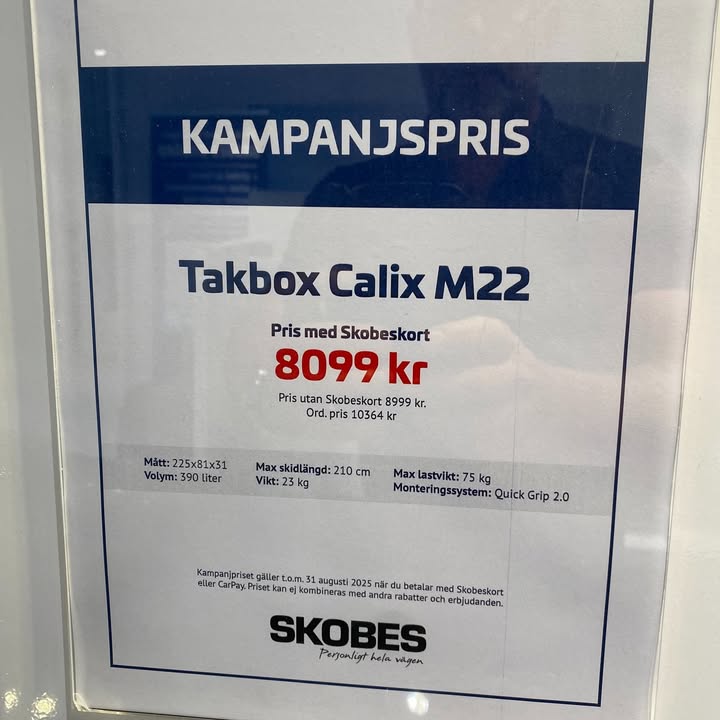 KAMPANJSPRIS
Takbox Calix M22
Pris med Skobeskort
8099 kr
Pris utan Skobeskort 8999 kr.
Ord. pris 10364 kr
Mått: 225x81x31
Volym: 390 liter
Max skidlängd: 210 cm
Vikt: 23 kg
Max lastvikt: 75 kg
Monteringssystem: Quick Grip 2.0
Kampanjpriset gäller t.o.m. 31 augusti 2025 när du betalar med Skobeskort
eller CarPay. Priset kan ej kombineras med andra rabatter och erbjudanden.
SKOBES
Personligt hela vägen